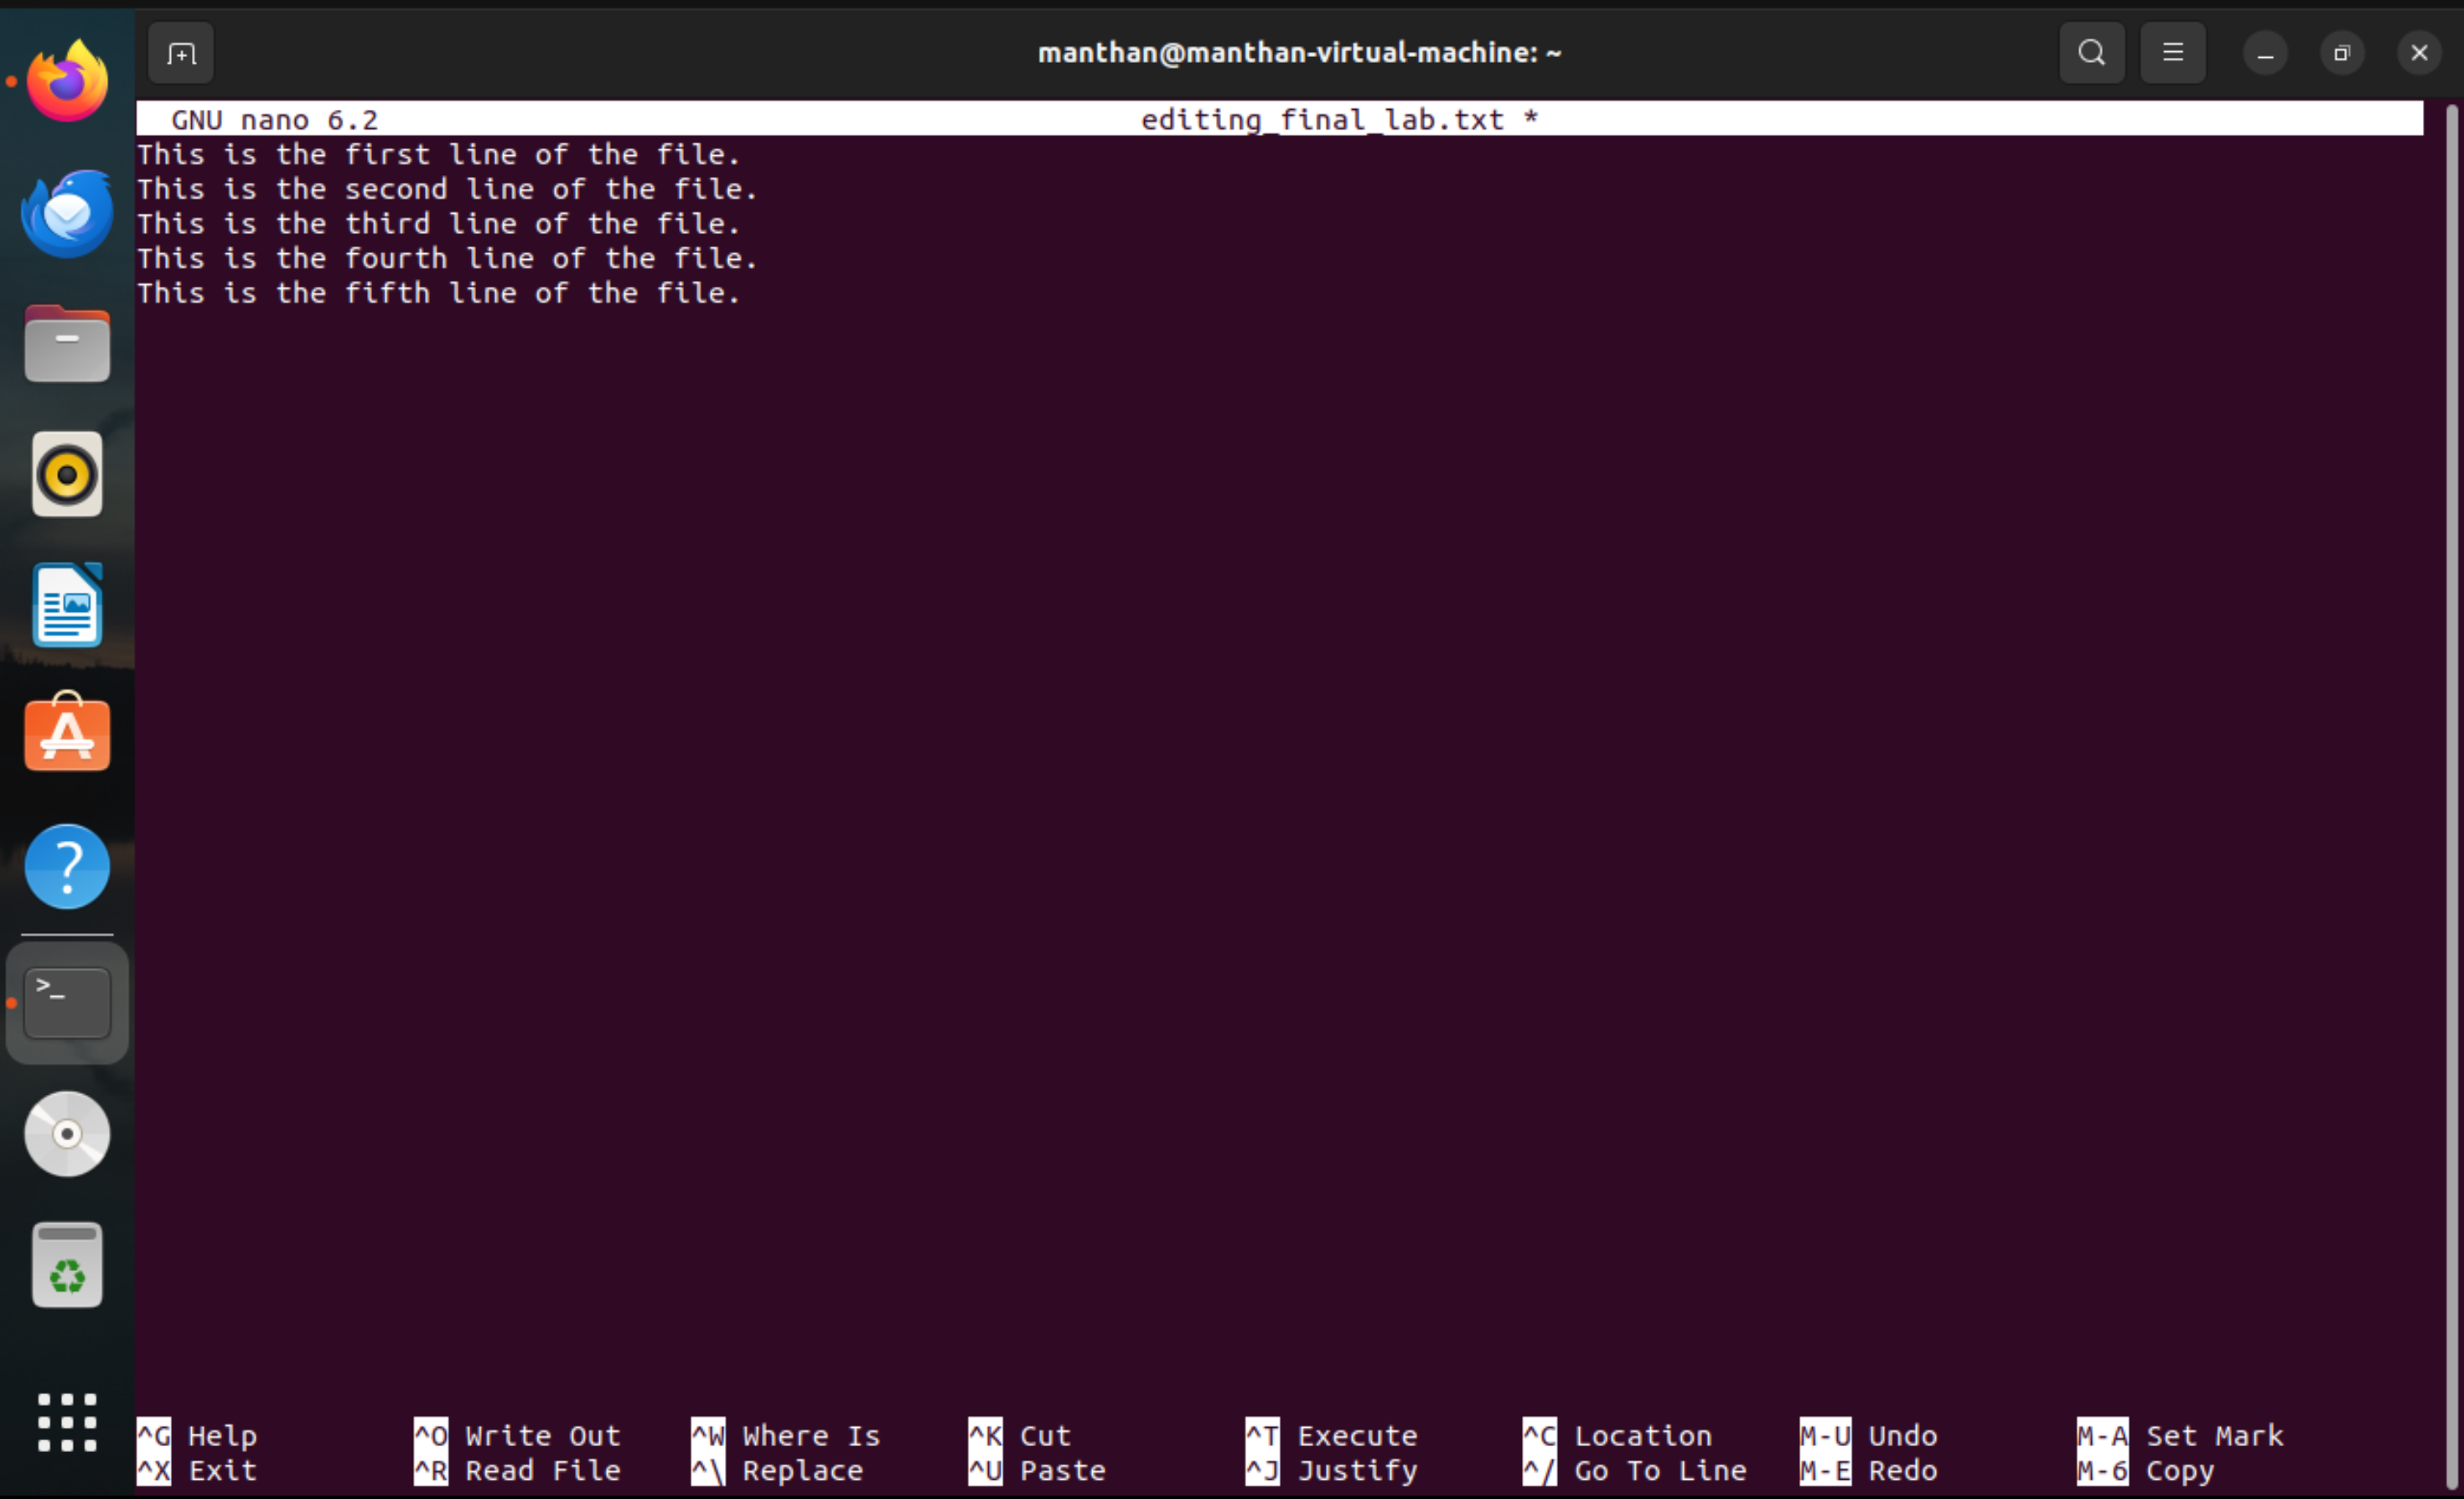 manthan@manthan-virtual-machine: ~
GNU nano 6.2 editing_final_lab.txt *
This is the first line of the file.
This is the second line of the file.
This is the third line of the file.
This is the fourth line of the file.
This is the fifth line of the file.
^G Help ^O Write Out ^W Where Is ^K Cut ^T Execute ^C Location M-U Undo M-A Set Mark
^X Exit ^R Read File ^\ Replace ^U Paste ^J Justify ^/ Go To Line M-E Redo M-6 Copy